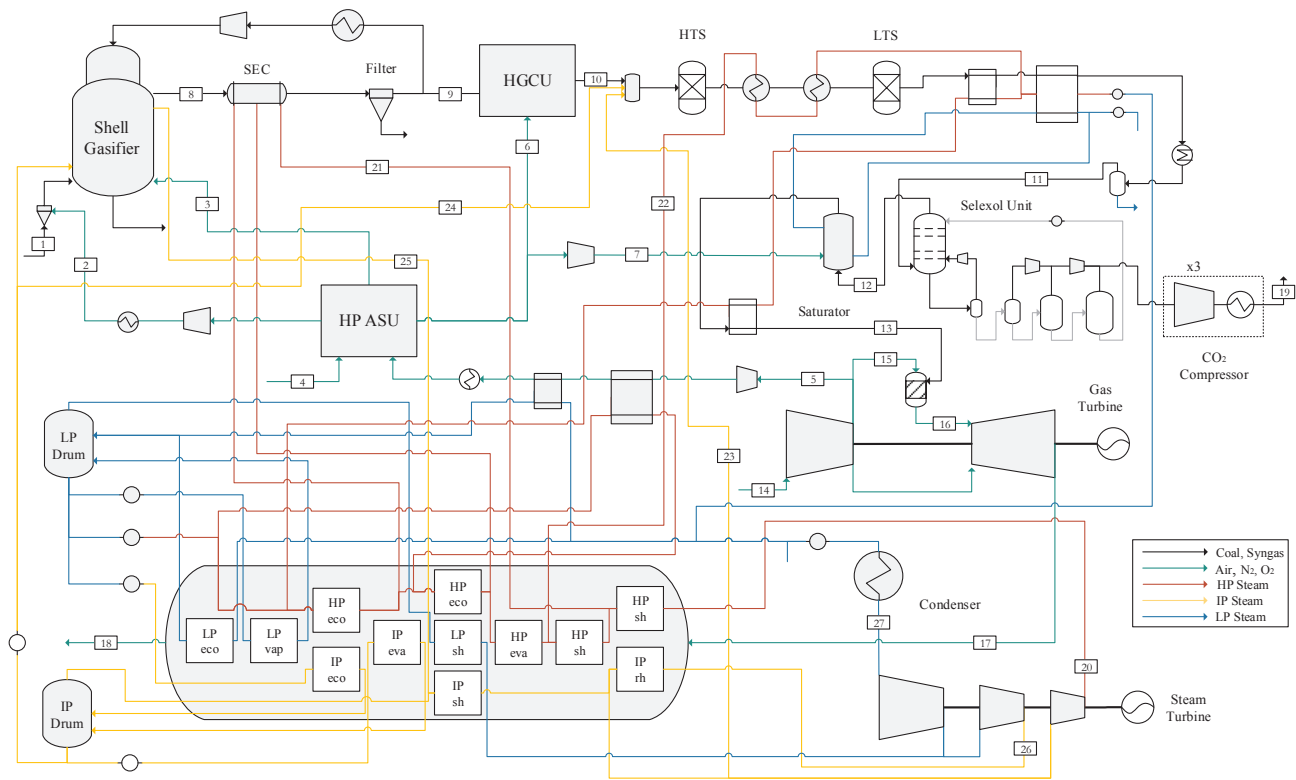 HTS
LTS
SEC
Filter
HGCU
10
8
9
Shell
Gasifier
6
21
11
3
22
24
Selexol Unit
1
2
25
7
12
x3
19
HP ASU
Saturator
13
CO2
Compressor
4
5
15
Gas
Turbine
16
LP
Drum
23
14
Coal, Syngas
Air, N2, O2
HP Steam
IP Steam
LP Steam
Condenser
HP
eco
HP
eco
HP
sh
27
LP
eco
LP
vap
IP
eva
LP
sh
HP
eva
HP
sh
18
17
IP
eco
IP
sh
IP
rh
20
IP
Drum
Steam
Turbine
26